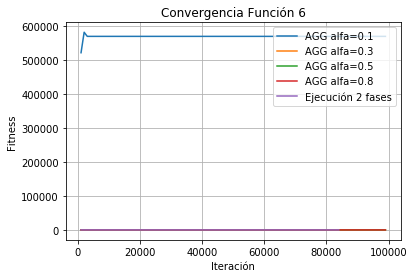 Convergencia Función 6
600000
500000
400000
300000
200000
100000
0
Fitness
AGG alfa=0.1
AGG alfa=0.3
AGG alfa=0.5
AGG alfa=0.8
Ejecución 2 fases
0 20000 40000 60000 80000 100000
Iteración